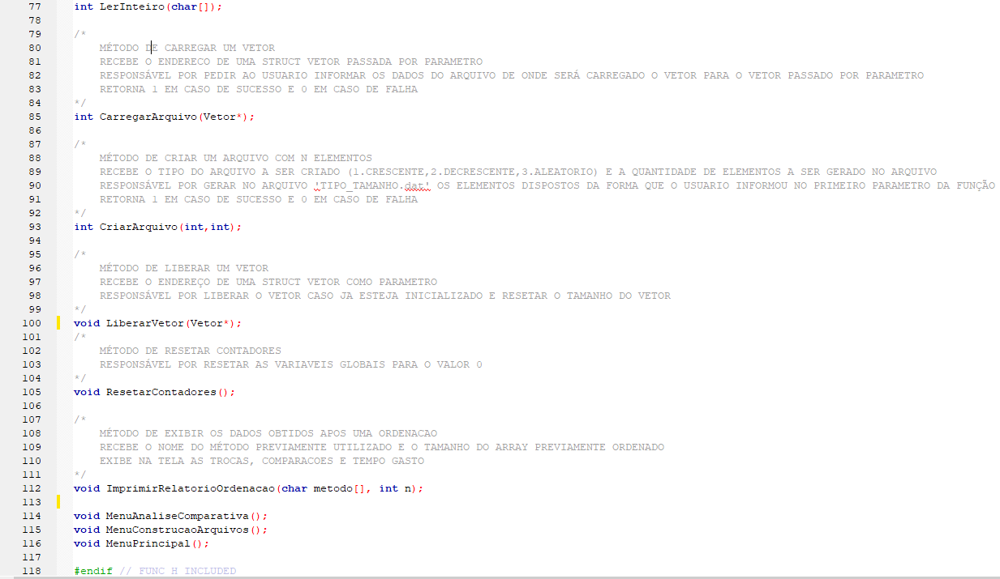 77 int LerInteiro(char[]);
78
79 /*
80 MÉTODO DE CARREGAR UM VETOR
81 RECEBE O ENDERECO DE UMA STRUCT VETOR PASSADA POR PARAMETRO
82 RESPONSÁVEL POR PEDIR AO USUARIO INFORMAR OS DADOS DO ARQUIVO DE ONDE SERÁ CARREGADO O VETOR PARA O VETOR PASSADO POR PARAMETRO
83 RETORNA 1 EM CASO DE SUCESSO E 0 EM CASO DE FALHA
84 */
85 int CarregarArquivo(Vetor*);
86
87 /*
88 MÉTODO DE CRIAR UM ARQUIVO COM N ELEMENTOS
89 RECEBE O TIPO DO ARQUIVO A SER CRIADO (1.CRESCENTE,2.DECRESCENTE,3.ALEATORIO) E A QUANTIDADE DE ELEMENTOS A SER GERADO NO ARQUIVO
90 RESPONSÁVEL POR GERAR NO ARQUIVO 'TIPO_TAMANHO.dat' OS ELEMENTOS DISPOSTOS DA FORMA QUE O USUARIO INFORMOU NO PRIMEIRO PARAMETRO DA FUNÇÃO
91 RETORNA 1 EM CASO DE SUCESSO E 0 EM CASO DE FALHA
92 */
93 int CriarArquivo(int,int);
94
95 /*
96 MÉTODO DE LIBERAR UM VETOR
97 RECEBE O ENDEREÇO DE UMA STRUCT VETOR COMO PARAMETRO
98 RESPONSÁVEL POR LIBERAR O VETOR CASO JA ESTEJA INICIALIZADO E RESETAR O TAMANHO DO VETOR
99 */
100 void LiberarVetor(Vetor*);
101 /*
102 MÉTODO DE RESETAR CONTADORES
103 RESPONSÁVEL POR RESETAR AS VARIAVEIS GLOBAIS PARA O VALOR 0
104 */
105 void ResetarContadores();
106
107 /*
108 MÉTODO DE EXIBIR OS DADOS OBTIDOS APOS UMA ORDENACAO
109 RECEBE O NOME DO MÉTODO PREVIAMENTE UTILIZADO E O TAMANHO DO ARRAY PREVIAMENTE ORDENADO
110 EXIBE NA TELA AS TROCAS, COMPARACOES E TEMPO GASTO
111 */
112 void ImprimirRelatorioOrdenacao(char metodo[], int n);
113
114 void MenuAnaliseComparativa();
115 void MenuConstrucaoArquivos();
116 void MenuPrincipal();
117
118 #endif // FUNC H INCLUDED